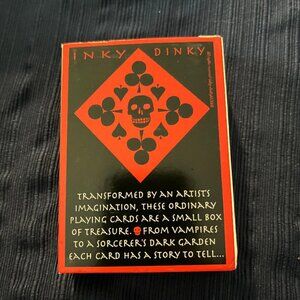 INKY DINKY
TRANSFORMED BY AN ARTIST'S
IMAGINATION, THESE ORDINARY
PLAYING CARDS ARE A SMALL BOX
OF TREASURE. FROM VAMPIRES
TO A SORCERER'S DARK GARDEN
EACH CARD HAS A STORY TO TELL...